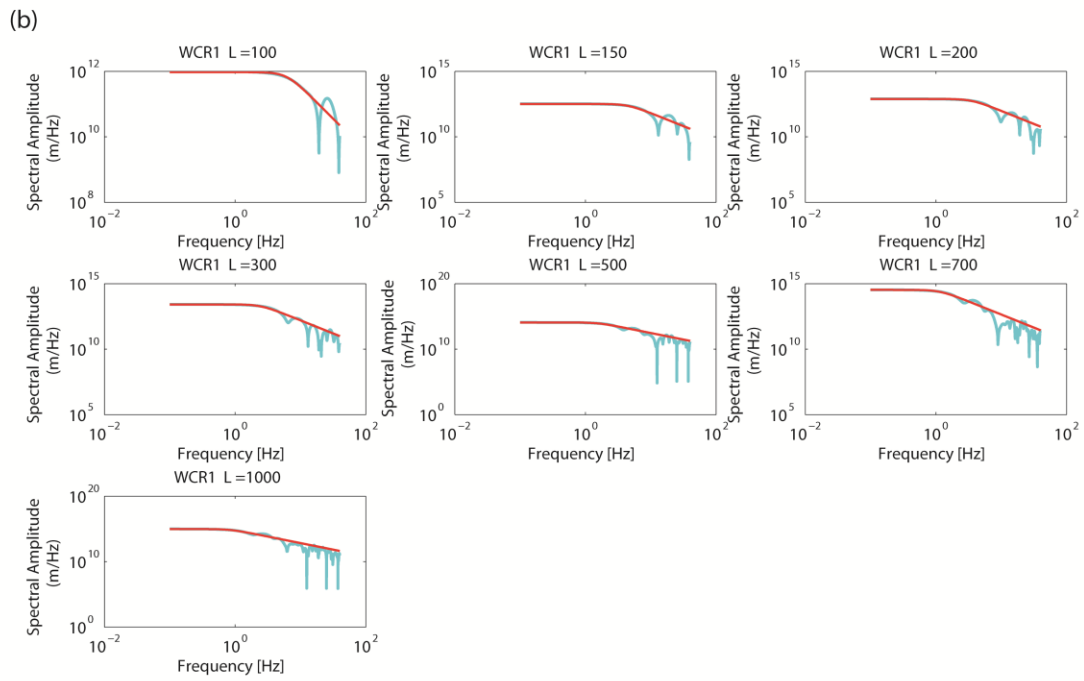 (b)
WCR1 L =100
Spectral Amplitude
(m/Hz)
10^12
10^10
10^8
10^-2
10^0
10^2
Frequency [Hz]
WCR1 L =150
Spectral Amplitude
(m/Hz)
10^15
10^10
10^5
10^-2
10^0
10^2
Frequency [Hz]
WCR1 L =200
Spectral Amplitude
(m/Hz)
10^15
10^10
10^5
10^-2
10^0
10^2
Frequency [Hz]
WCR1 L =300
Spectral Amplitude
(m/Hz)
10^15
10^10
10^5
10^-2
10^0
10^2
Frequency [Hz]
WCR1 L =500
Spectral Amplitude
(m/Hz)
10^20
10^10
10^0
10^-2
10^0
10^2
Frequency [Hz]
WCR1 L =700
Spectral Amplitude
(m/Hz)
10^15
10^10
10^5
10^-2
10^0
10^2
Frequency [Hz]
WCR1 L =1000
Spectral Amplitude
(m/Hz)
10^20
10^10
10^0
10^-2
10^0
10^2
Frequency [Hz]